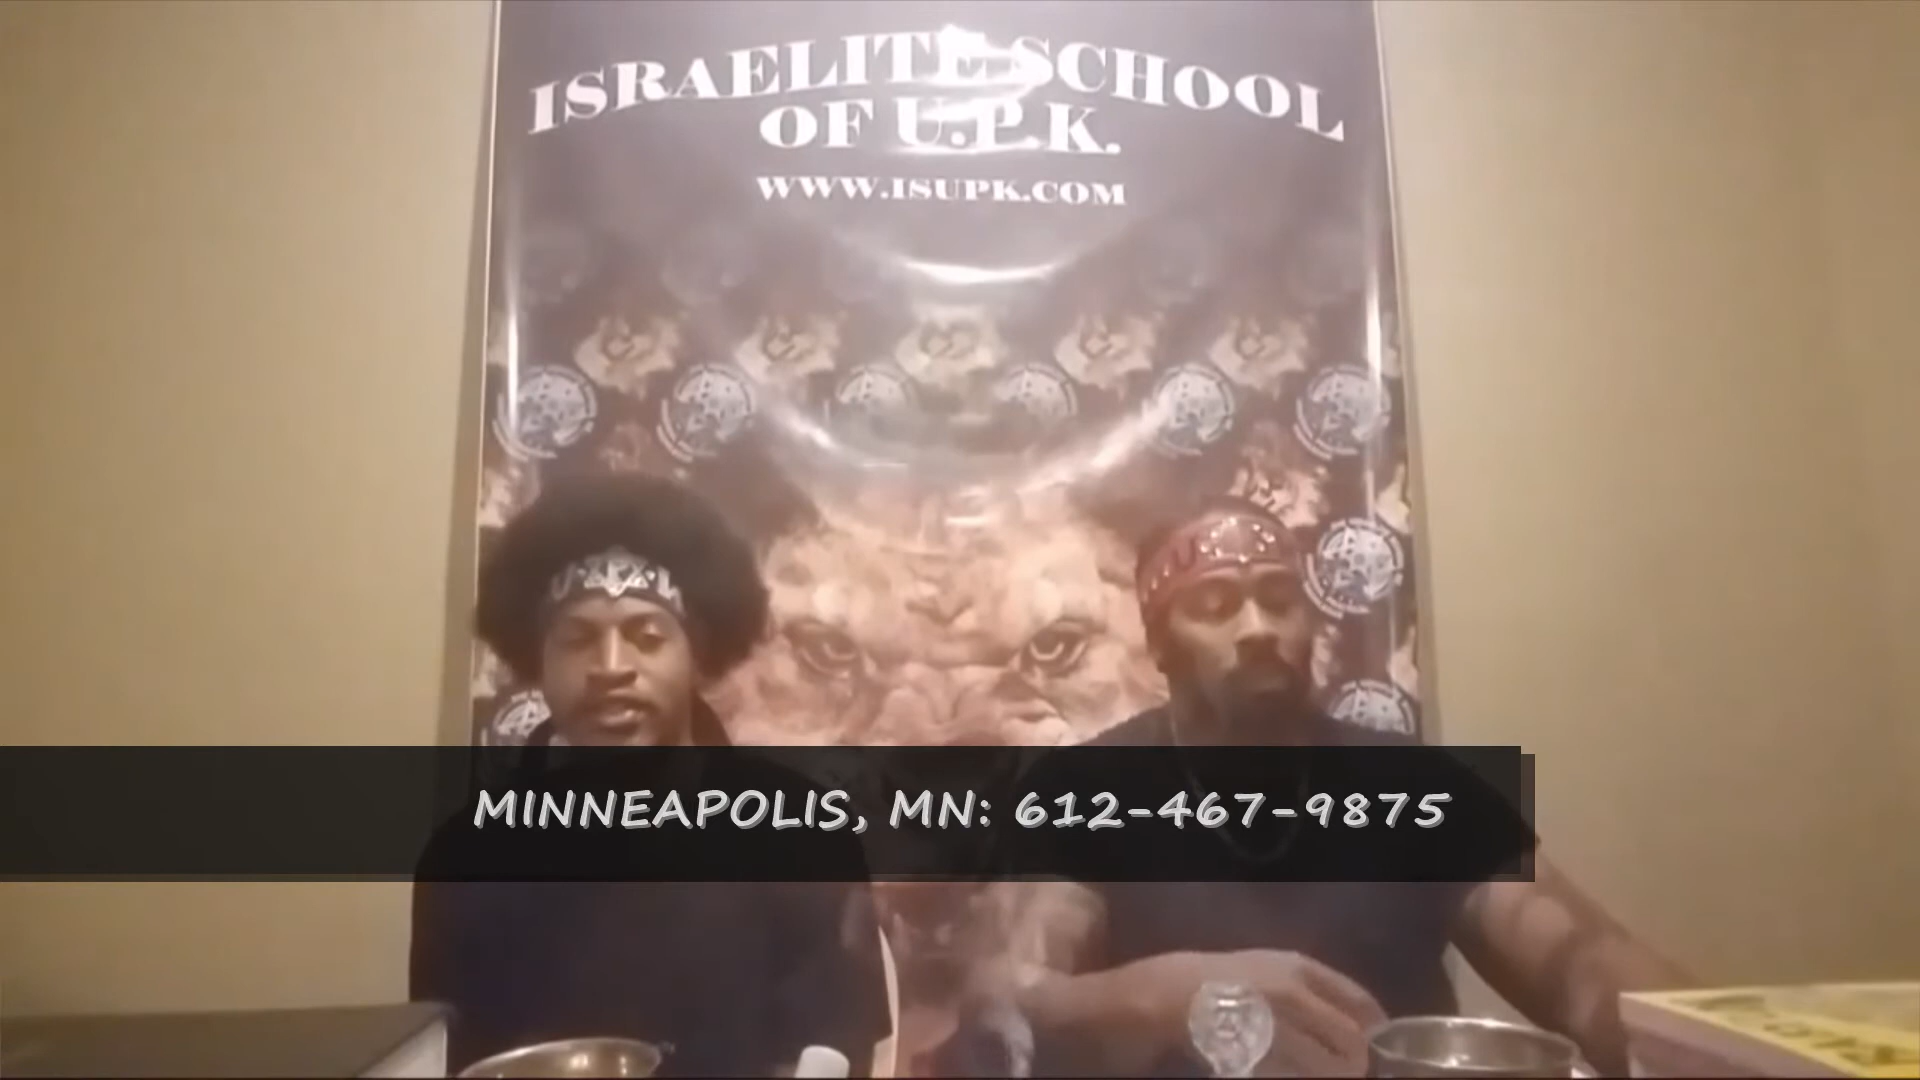 ISRAELITE SCHOOL
OF U.P.K.
WWW.ISUPK.COM
MINNEAPOLIS, MN: 612-467-9875